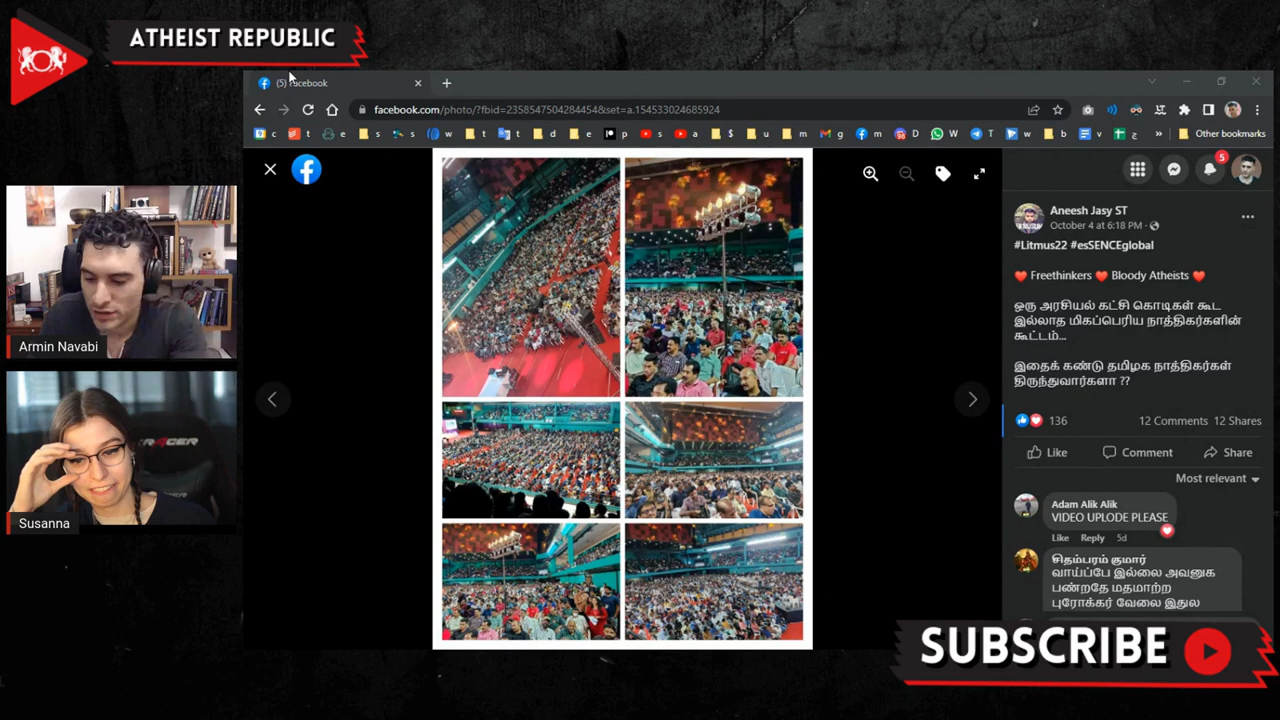 ATHEIST REPUBLIC
(5) Facebook
facebook.com/photo/?fbid=2358547504284454&set=a.154533024685924
c t e s s w t t d e p s a $ u m g m D W T w b v ج
» Other bookmarks
5
Aneesh Jasy ST
October 4 at 6:18 PM ·
#Litmus22 #esSENCEglobal
❤️ Freethinkers ❤️ Bloody Atheists ❤️
ஒரு அரசியல் கட்சி கொடிகள் கூட
இல்லாத மிகப்பெரிய நாத்திகர்களின்
கூட்டம்...
இதைக் கண்டு தமிழக நாத்திகர்கள்
திருந்துவார்களா ??
136 12 Comments 12 Shares
Like Comment Share
Most relevant
Adam Alik Alik
VIDEO UPLODE PLEASE
Like Reply 5d
சிதம்பரம் குமார்
வாய்ப்பே இல்லை அவனுக
பண்றதே மதமாற்ற
புரோக்கர் வேலை இதுல
Armin Navabi
Susanna
SUBSCRIBE